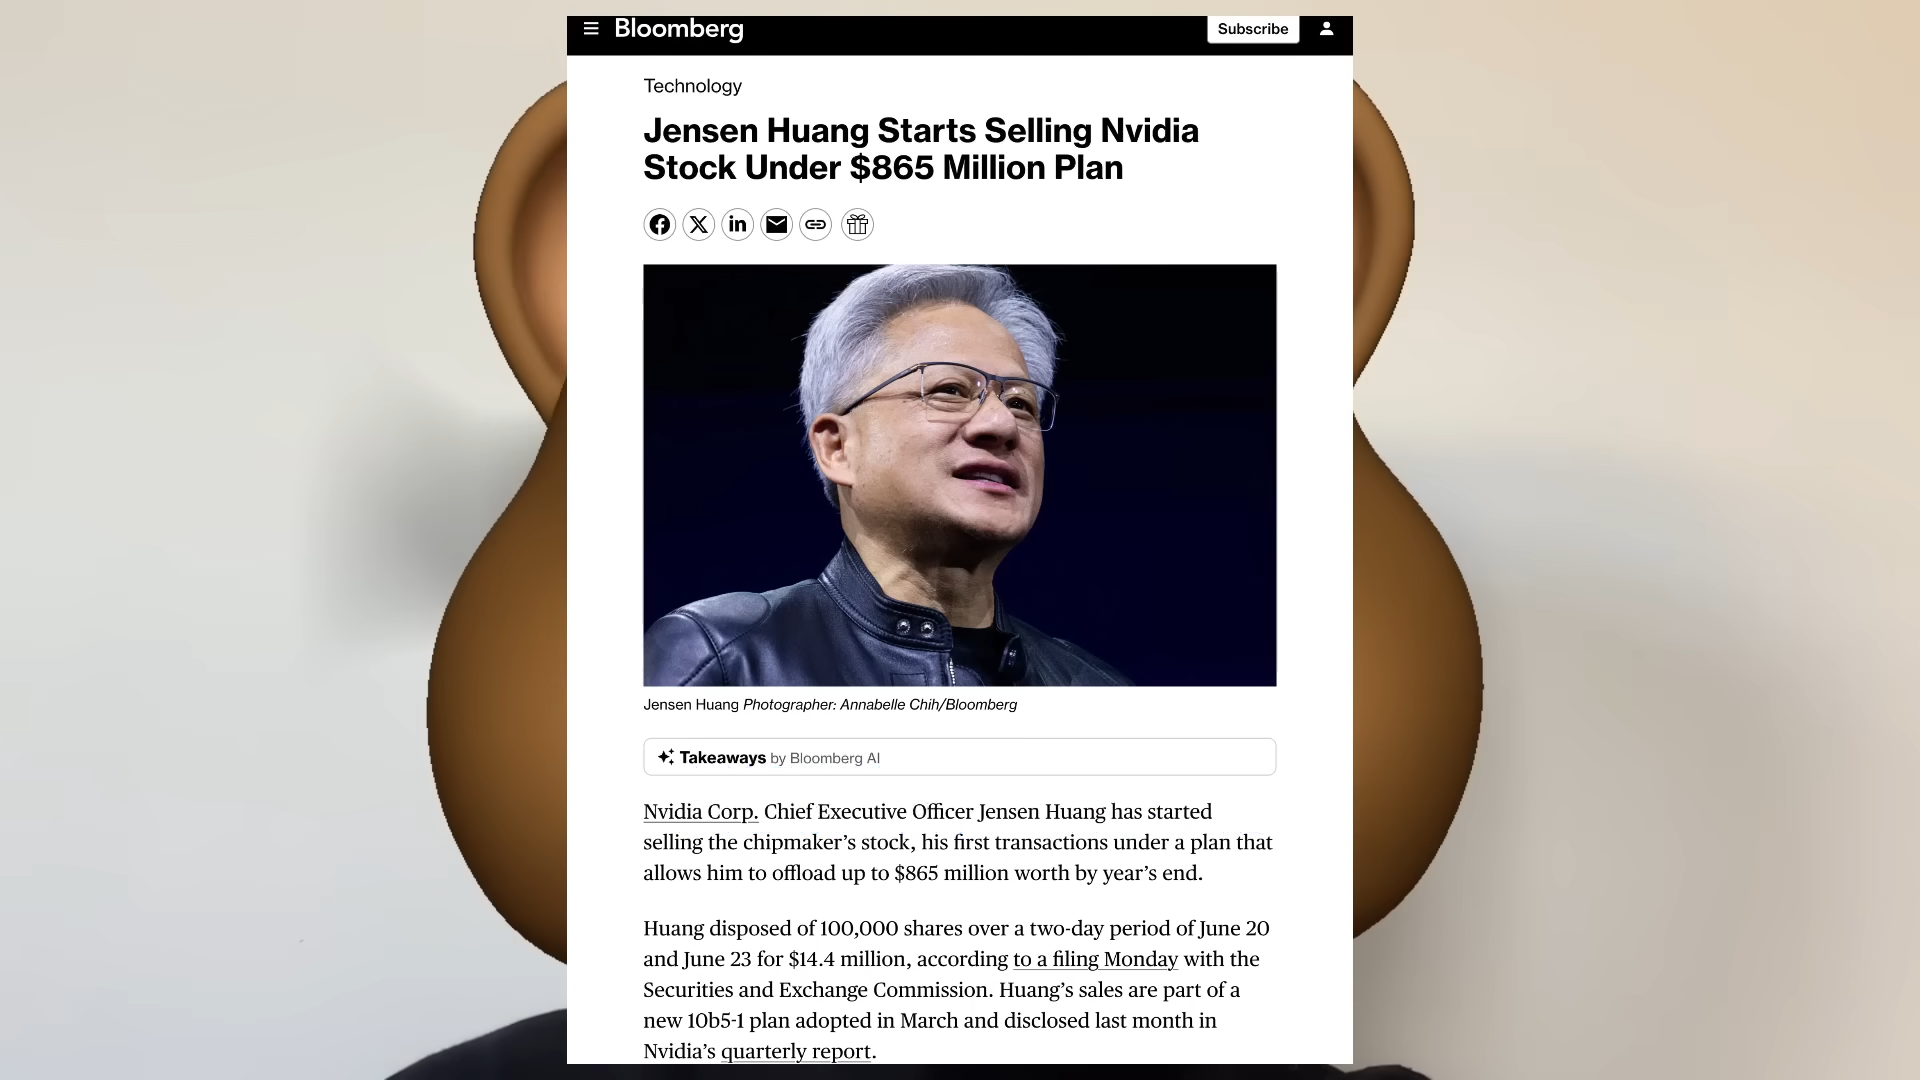 Bloomberg
Subscribe
Technology
Jensen Huang Starts Selling Nvidia
Stock Under $865 Million Plan
Jensen Huang Photographer: Annabelle Chih/Bloomberg
Takeaways by Bloomberg AI
Nvidia Corp. Chief Executive Officer Jensen Huang has started
selling the chipmaker’s stock, his first transactions under a plan that
allows him to offload up to $865 million worth by year’s end.
Huang disposed of 100,000 shares over a two-day period of June 20
and June 23 for $14.4 million, according to a filing Monday with the
Securities and Exchange Commission. Huang’s sales are part of a
new 10b5-1 plan adopted in March and disclosed last month in
Nvidia’s quarterly report.